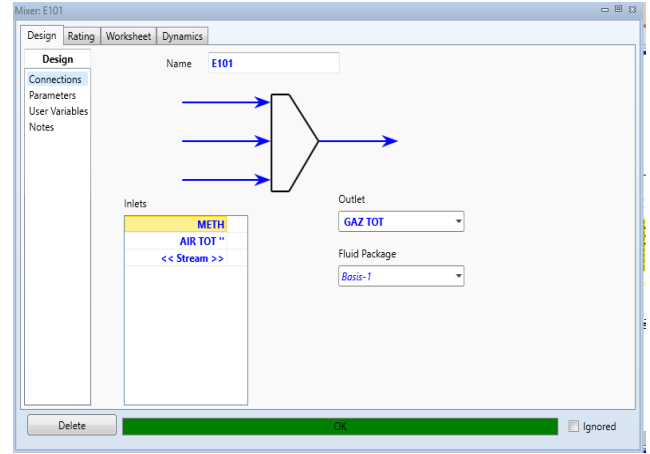 Mixer: E101
Design Rating Worksheet Dynamics
Design
Connections
Parameters
User Variables
Notes
Name E101
Inlets
METH
AIR TOT ''
<< Stream >>
Outlet
GAZ TOT
Fluid Package
Basis-1
Delete
OK
Ignored